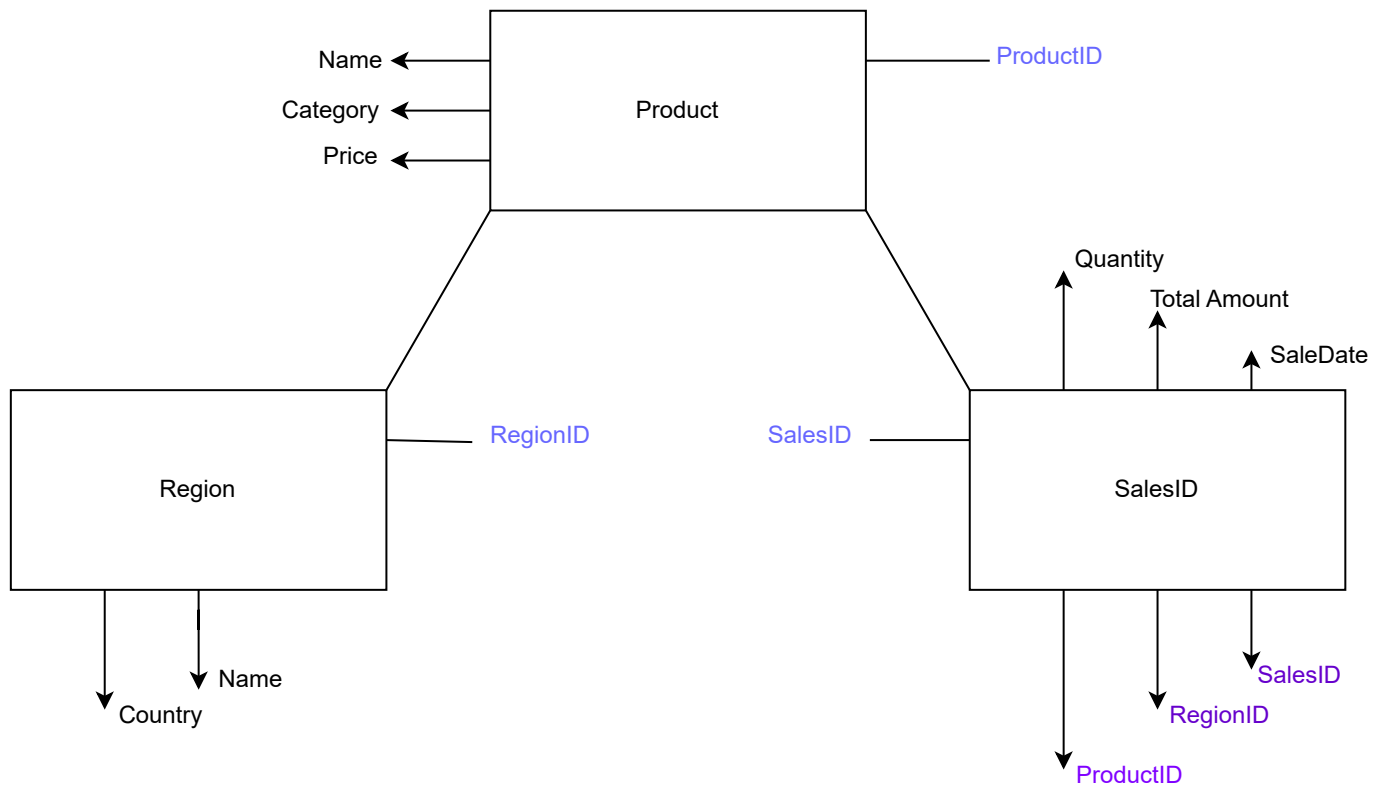 Name
ProductID
Category
Product
Price
Quantity
Total Amount
SaleDate
RegionID
SalesID
Region
SalesID
Name
Country
SalesID
RegionID
ProductID